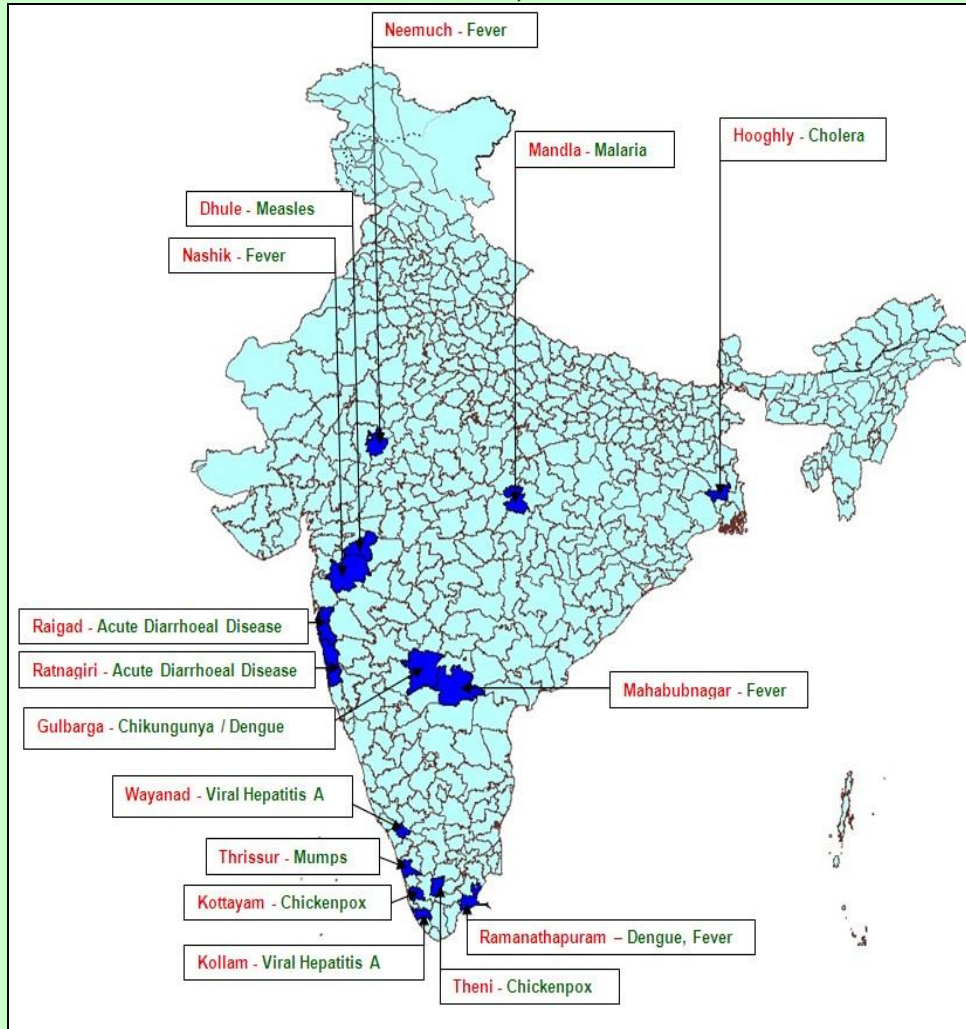 Neemuch - Fever
Mandla - Malaria
Hooghly - Cholera
Dhule - Measles
Nashik - Fever
Raigad - Acute Diarrhoeal Disease
Ratnagiri - Acute Diarrhoeal Disease
Mahabubnagar - Fever
Gulbarga - Chikungunya / Dengue
Wayanad - Viral Hepatitis A
Thrissur - Mumps
Kottayam - Chickenpox
Ramanathapuram – Dengue, Fever
Kollam - Viral Hepatitis A
Theni - Chickenpox